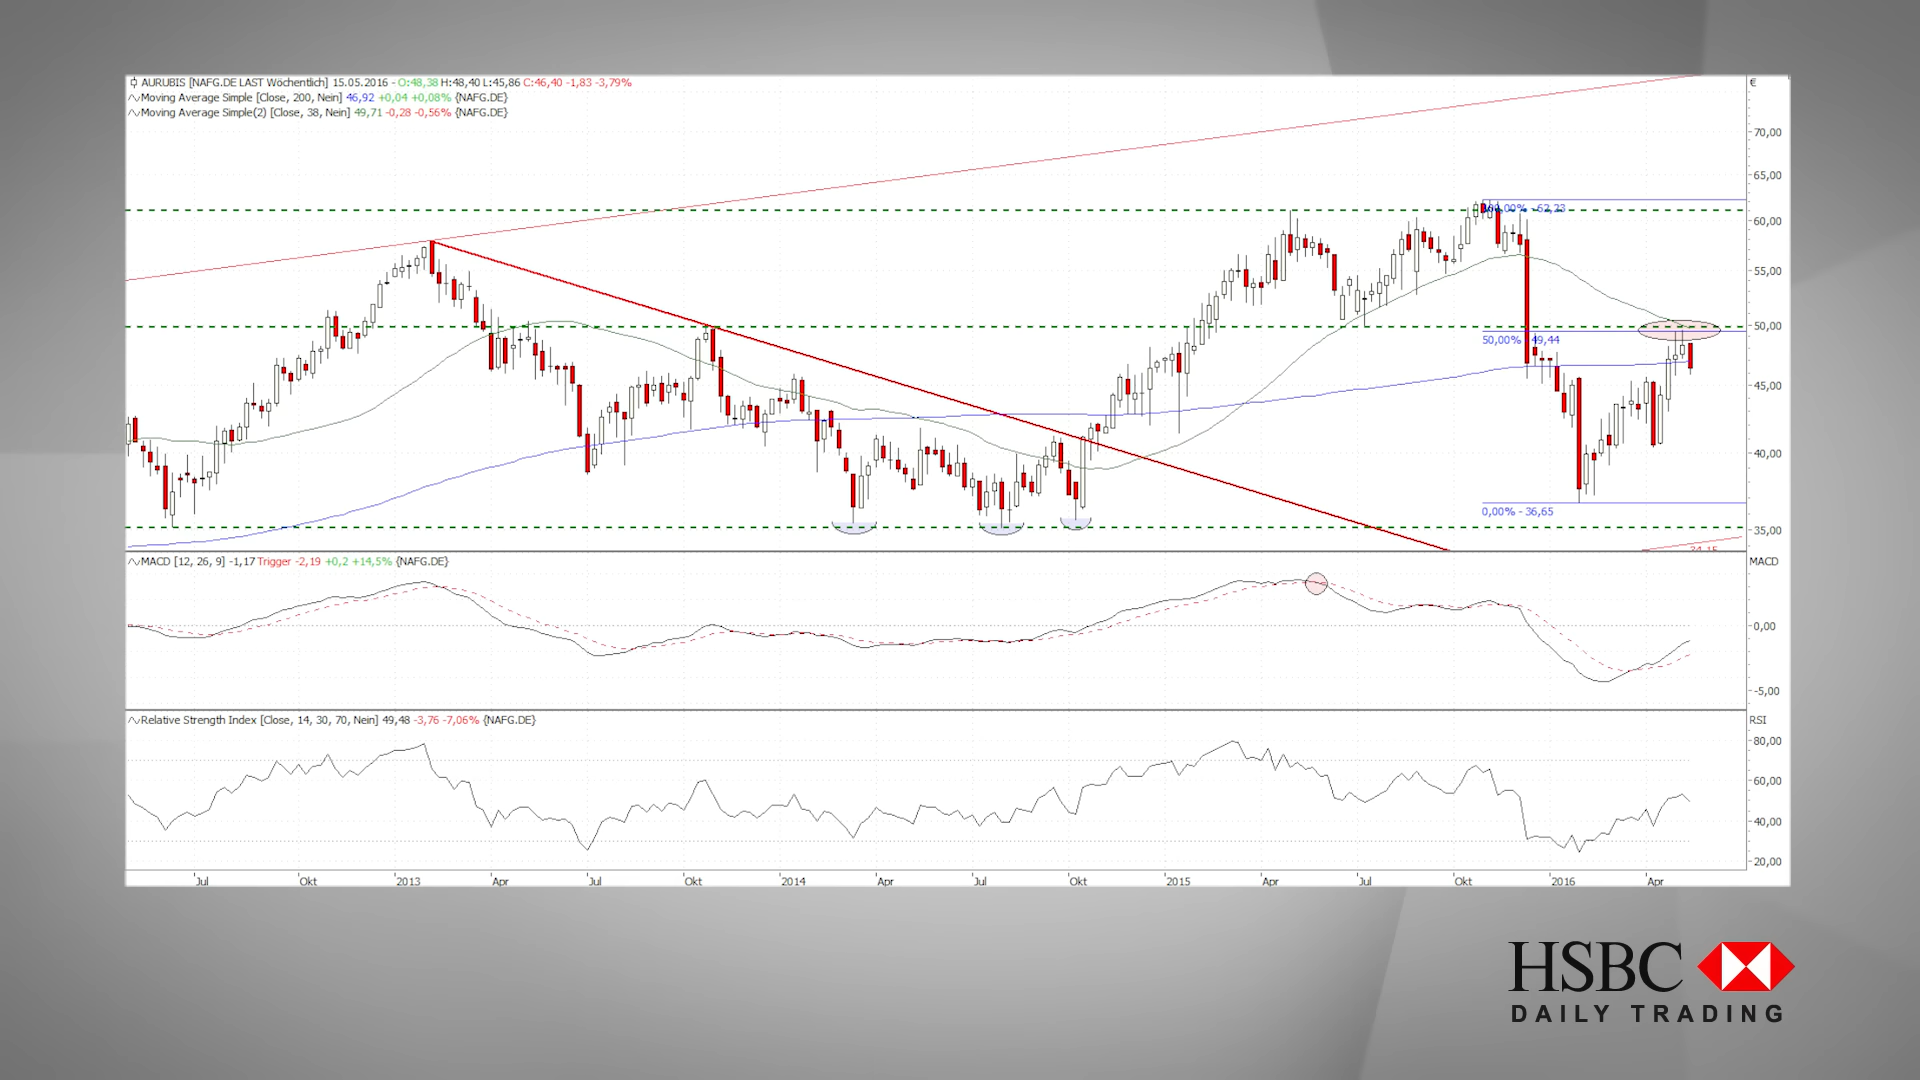 AURUBIS [NAFG.DE LAST Wöchentlich] 15.05.2016 - O:48,38 H:48,40 L:45,86 C:46,40 -1,83 -3,79%
Moving Average Simple [Close, 200, Nein] 46,92 +0,04 +0,08% {NAFG.DE}
Moving Average Simple(2) [Close, 38, Nein] 49,71 -0,28 -0,56% {NAFG.DE}
€
70,00
65,00
60,00
55,00
50,00
45,00
40,00
35,00
- 62,23
50,00% - 49,44
0,00% - 36,65
MACD [12, 26, 9] -1,17 Trigger -2,19 +0,2 +14,5% {NAFG.DE}
MACD
0,00
-5,00
Relative Strength Index [Close, 14, 30, 70, Nein] 49,48 -3,76 -7,06% {NAFG.DE}
RSI
80,00
60,00
40,00
20,00
Jul Okt 2013 Apr Jul Okt 2014 Apr Jul Okt 2015 Apr Jul Okt 2016 Apr
HSBC
DAILY TRADING